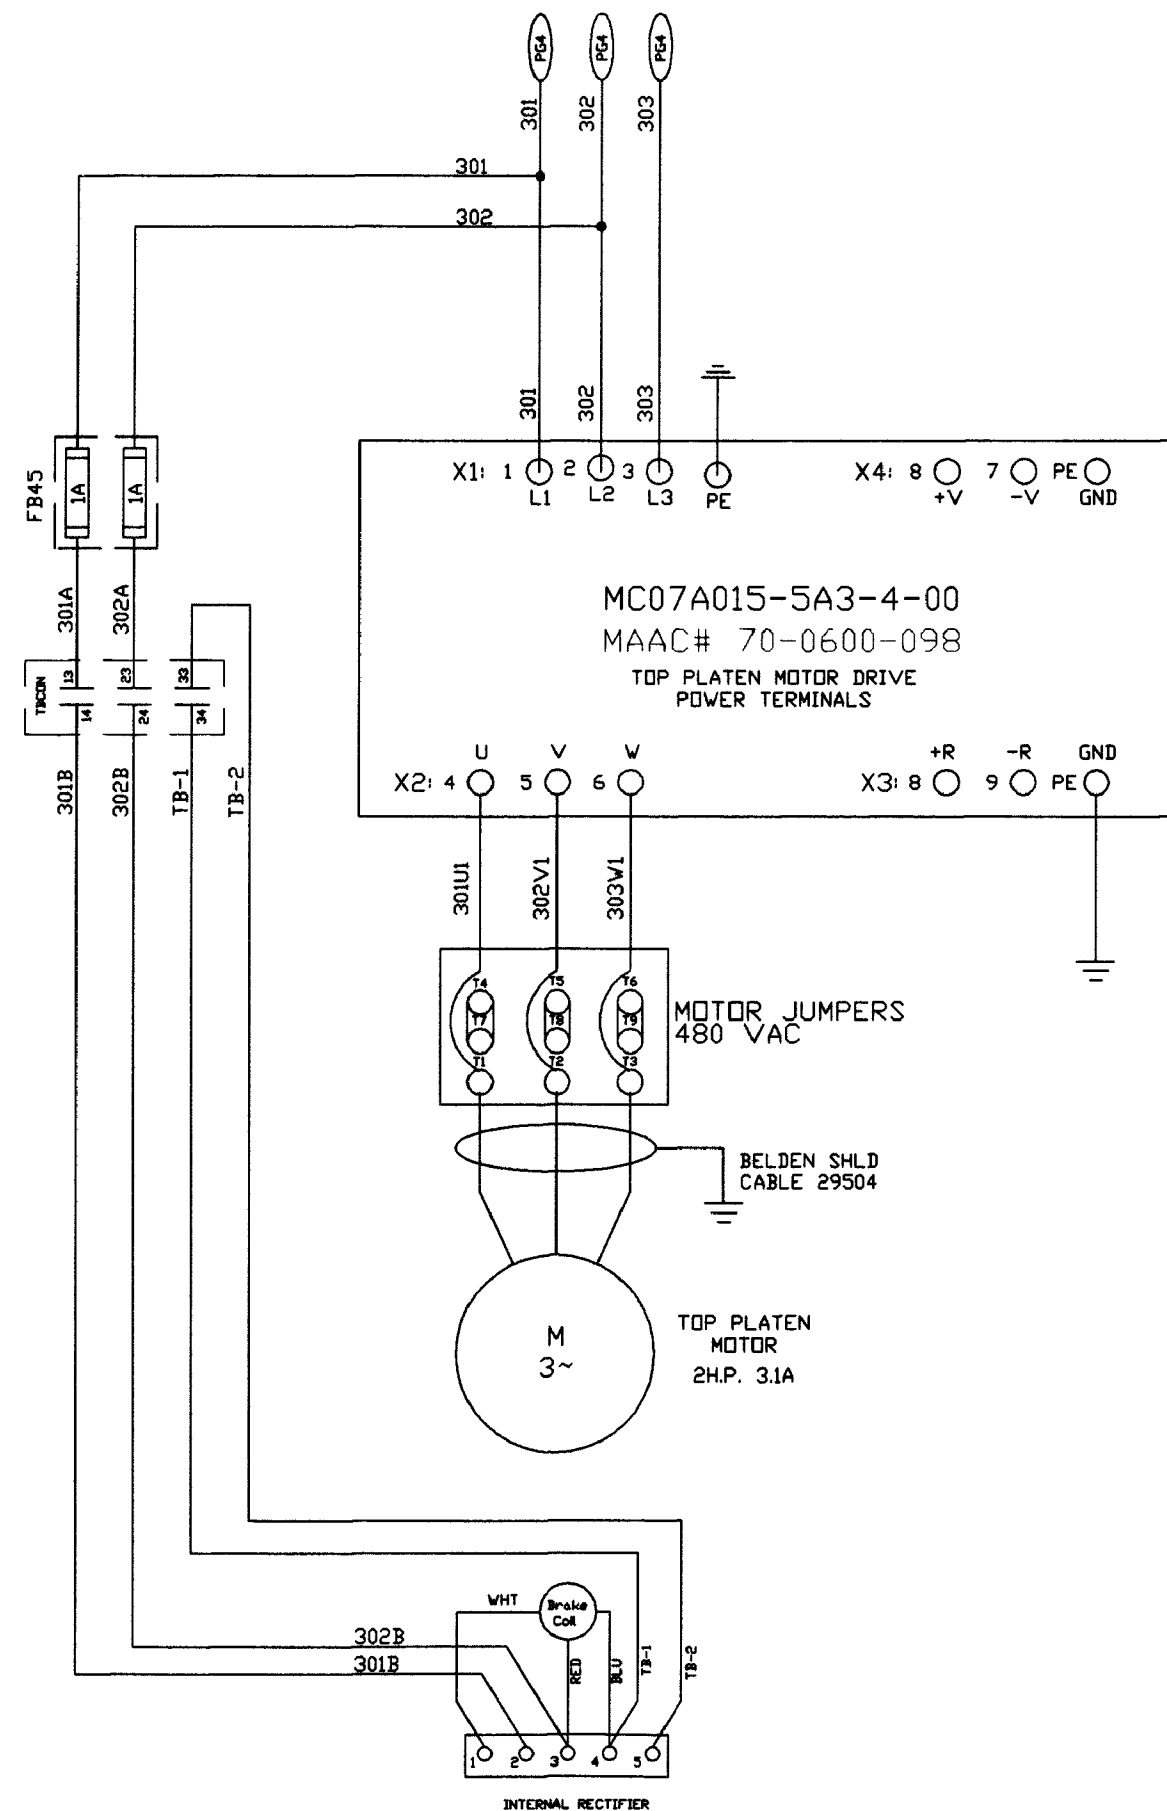 PG4 PG4 PG4
301 302 303
301
302
301 302 303
X1: 1 2 3
L1 L2 L3 PE
X4: 8 7 PE
+V -V GND
FB45
1A 1A
MC07A015-5A3-4-00
MAAC# 70-0600-098
TOP PLATEN MOTOR DRIVE
POWER TERMINALS
301A 302A
TBCON
13 23 33
14 24 34
301B 302B TB-1 TB-2
U V W
X2: 4 5 6
+R -R GND
X3: 8 9 PE
301U1 302V1 303W1
T4 T5 T6
T7 T8 T9
T1 T2 T3
MOTOR JUMPERS
480 VAC
BELDEN SHLD
CABLE 29504
M
3~
TOP PLATEN
MOTOR
2H.P. 3.1A
WHT
Brake
Coil
302B
301B
RED BLU TB-1 TB-2
1 2 3 4 5
INTERNAL RECTIFIER